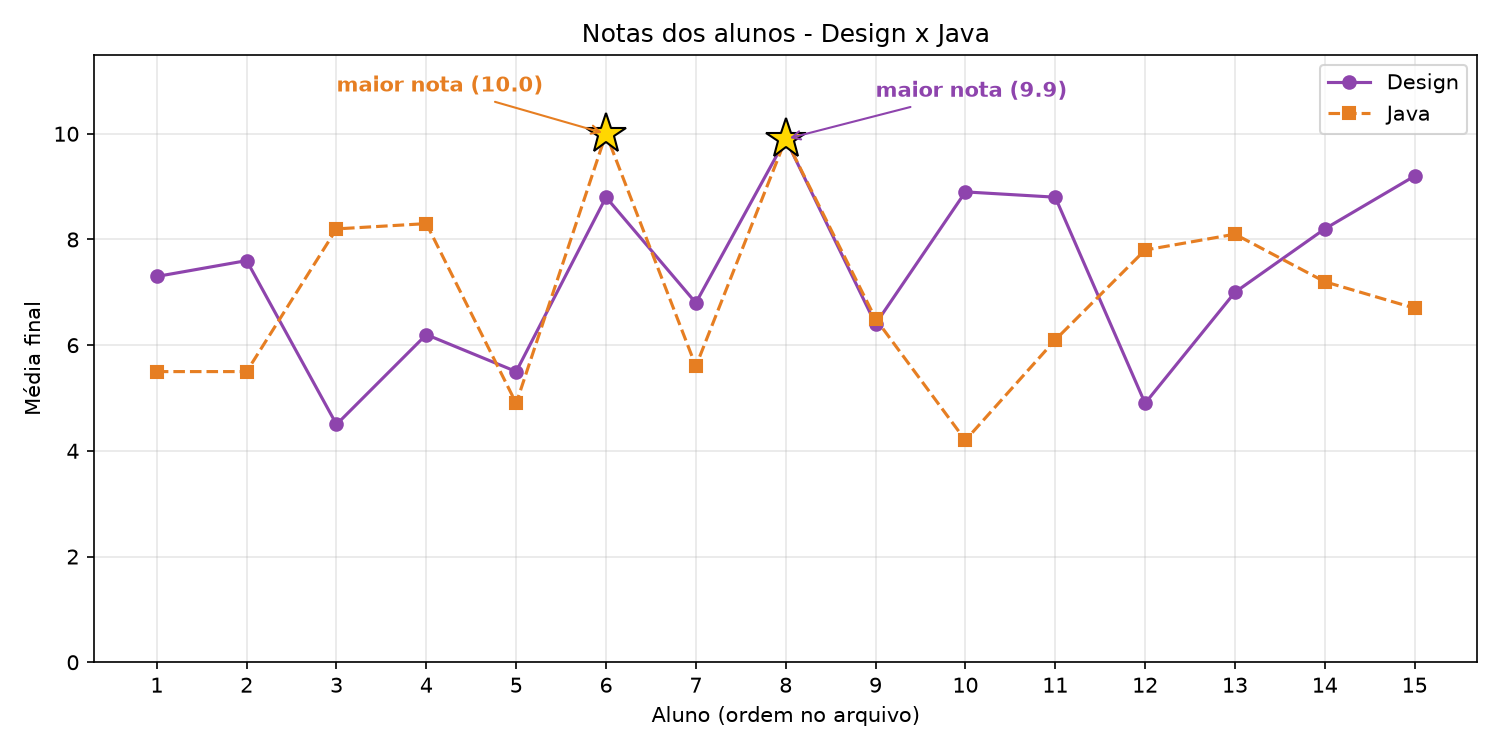 Notas dos alunos - Design x Java
maior nota (10.0)
maior nota (9.9)
Design
Java
10
8
6
4
2
0
Média final
1 2 3 4 5 6 7 8 9 10 11 12 13 14 15
Aluno (ordem no arquivo)